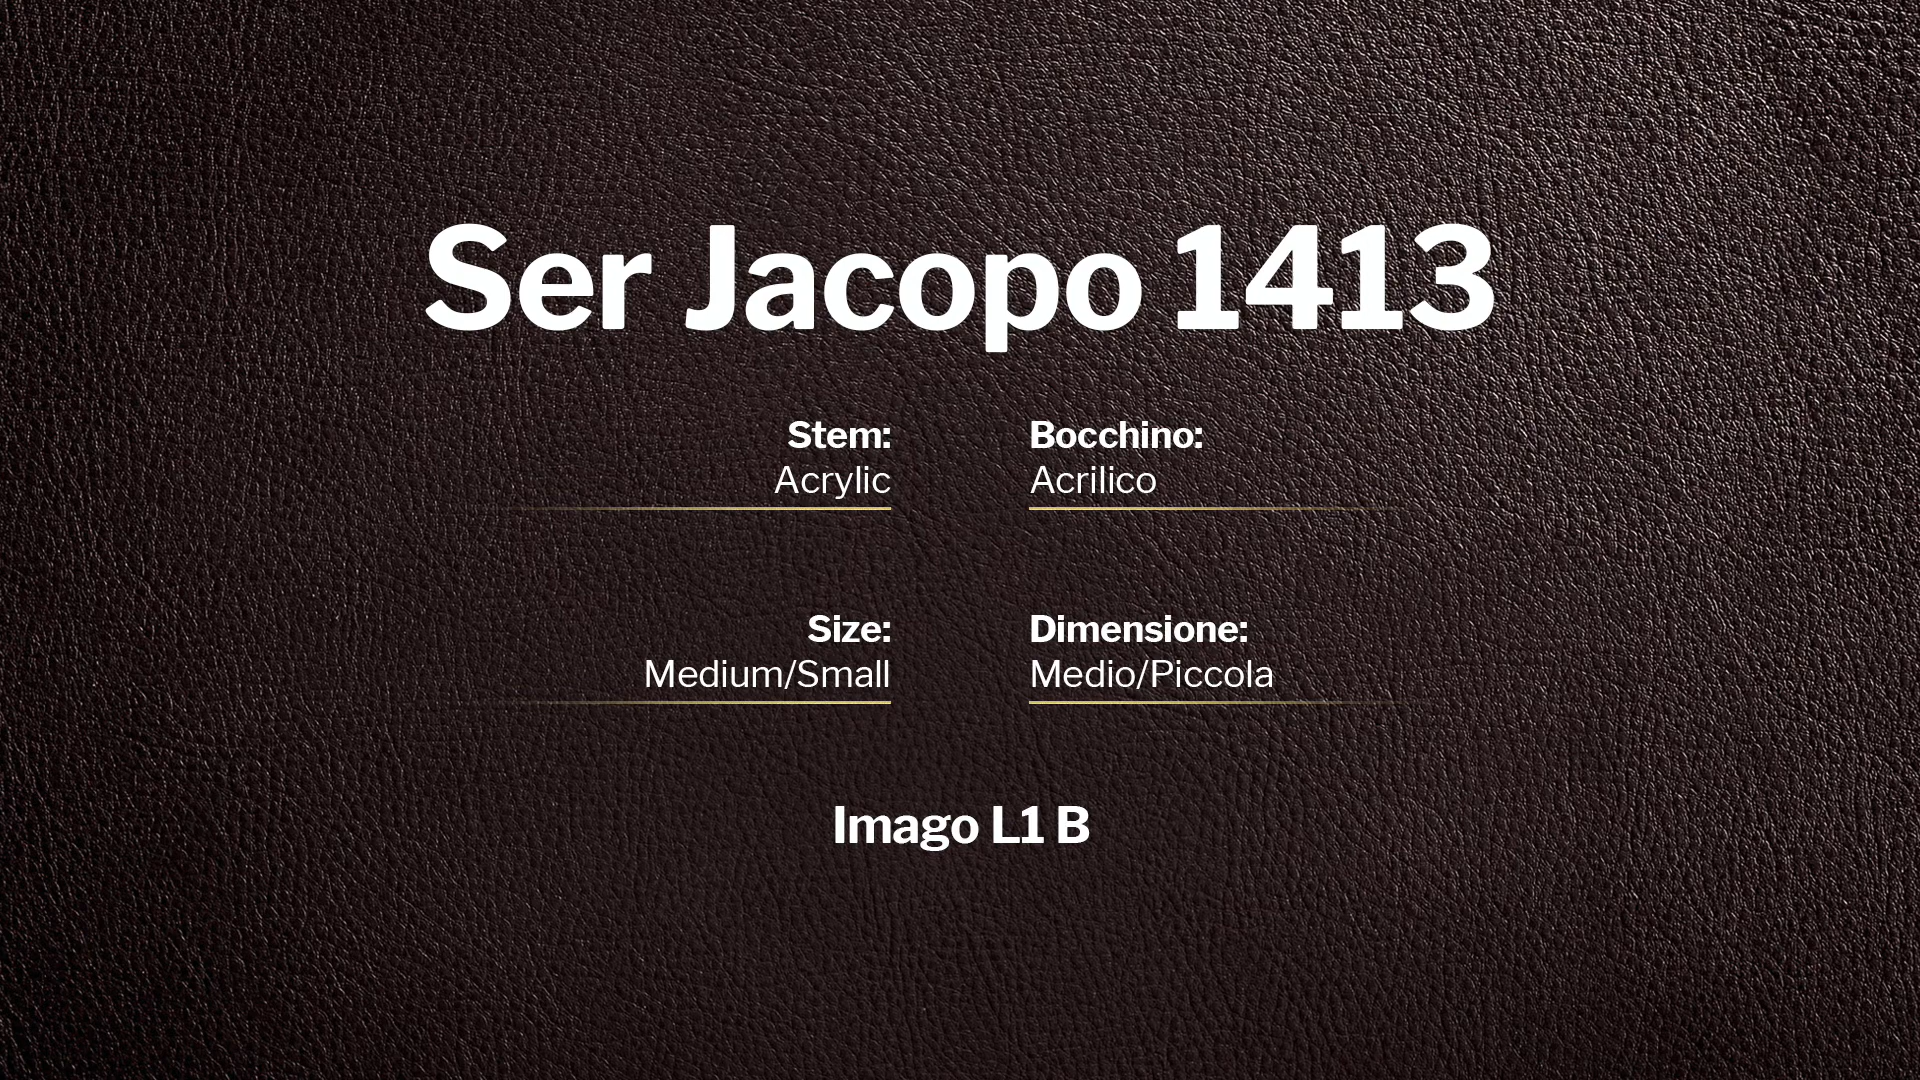 Ser Jacopo 1413
Stem:
Acrylic
Bocchino:
Acrilico
Size:
Medium/Small
Dimensione:
Medio/Piccola
Imago L1 B